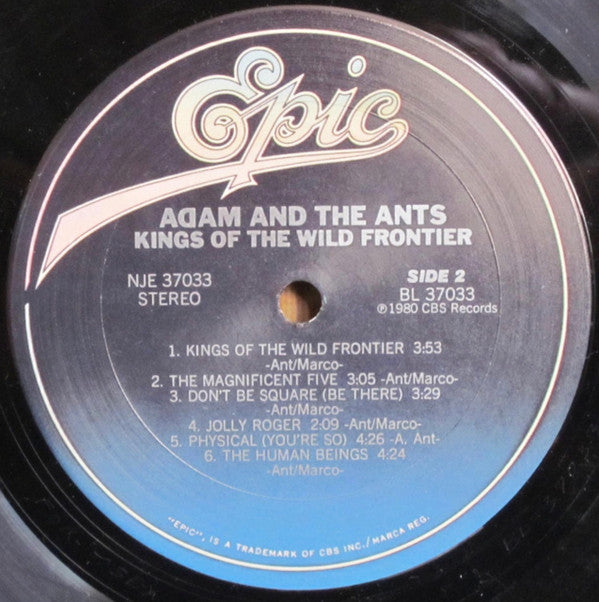 Epic
ADAM AND THE ANTS
KINGS OF THE WILD FRONTIER
NJE 37033
STEREO
SIDE 2
BL 37033
℗1980 CBS Records
1. KINGS OF THE WILD FRONTIER 3:53
-Ant/Marco-
2. THE MAGNIFICENT FIVE 3:05 -Ant/Marco-
3. DON'T BE SQUARE (BE THERE) 3:29
-Ant/Marco-
4. JOLLY ROGER 2:09 -Ant/Marco-
5. PHYSICAL (YOU'RE SO) 4:26 -A. Ant-
6. THE HUMAN BEINGS 4:24
-Ant/Marco-
"EPIC", IS A TRADEMARK OF CBS INC./MARCA REG.